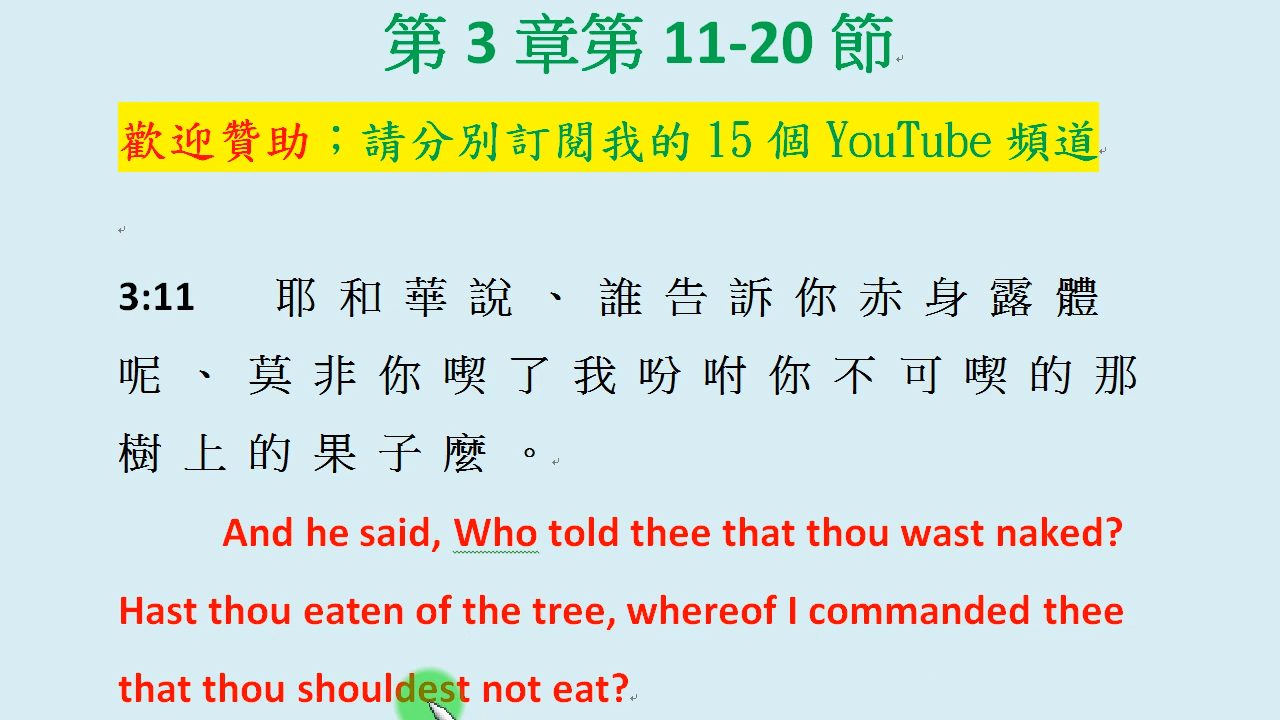 第 3 章第 11-20 節
歡迎贊助；請分別訂閱我的 15 個 YouTube 頻道
3:11 耶和華說、誰告訴你赤身露體
呢、莫非你喫了我吩咐你不可喫的那
樹上的果子麼。
And he said, Who told thee that thou wast naked?
Hast thou eaten of the tree, whereof I commanded thee
that thou shouldest not eat?